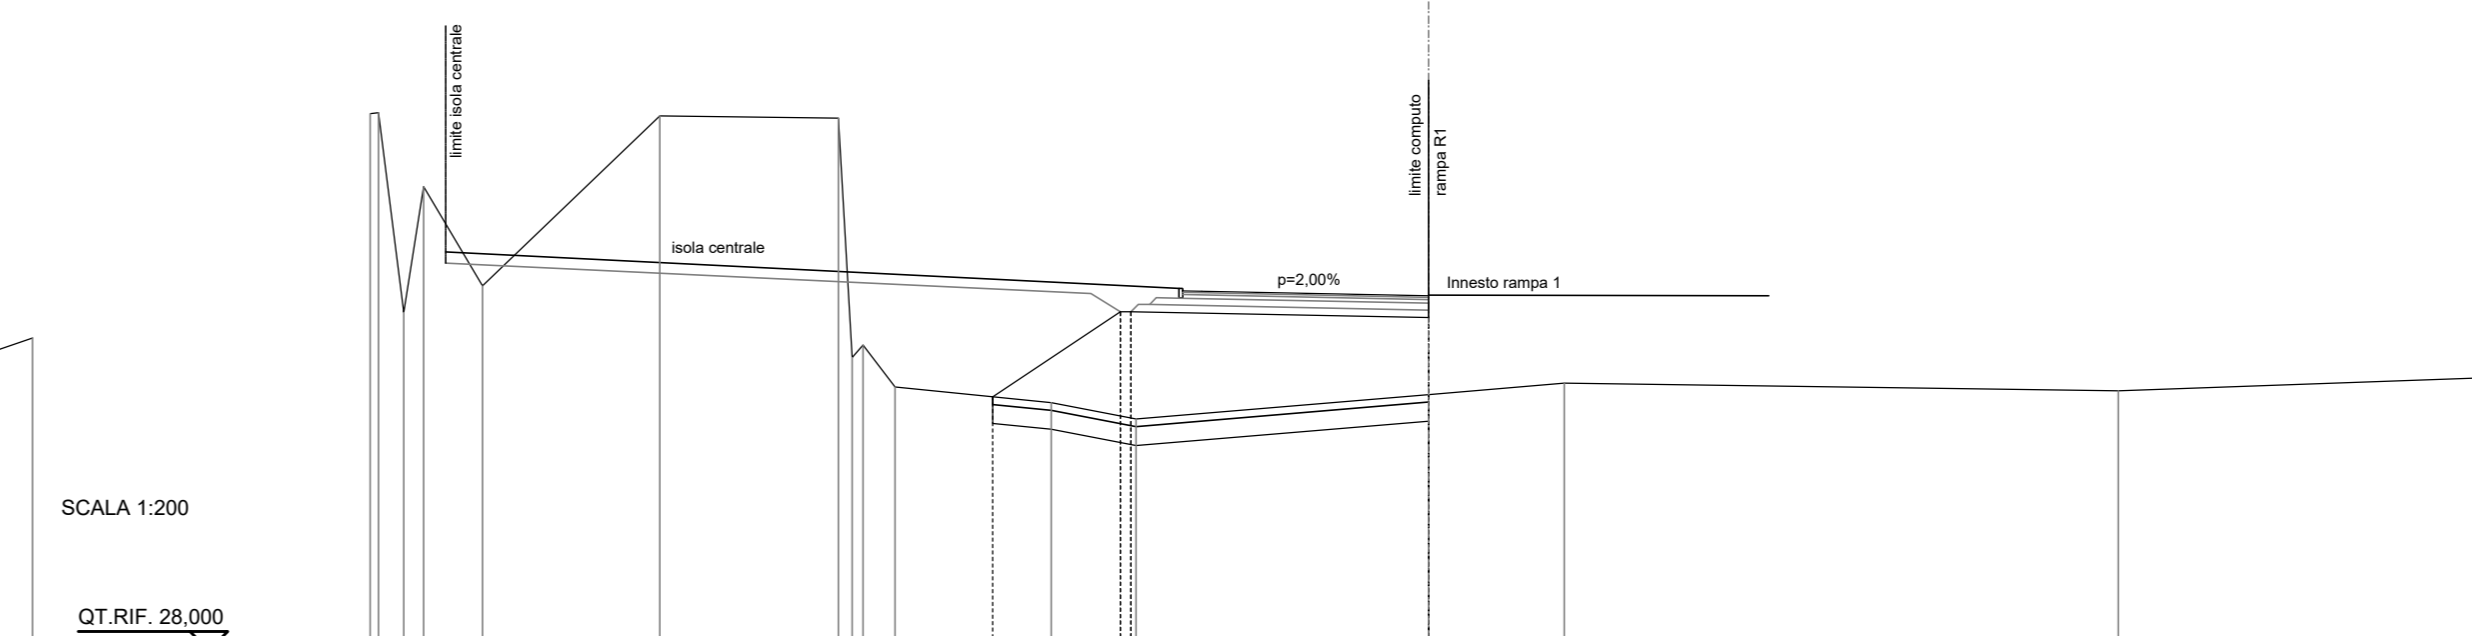 limite isola centrale
limite computo
rampa R1
isola centrale
p=2,00%
Innesto rampa 1
SCALA 1:200
QT.RIF. 28,000